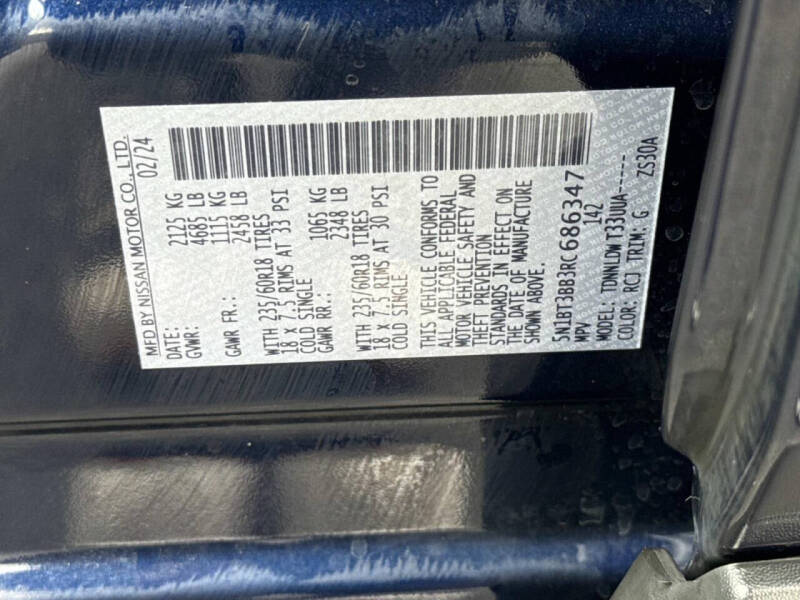 MFD BY NISSAN MOTOR CO., LTD.
DATE: 02/24
GVWR: 2125 KG
4685 LB
GAWR FR.: 1115 KG
2458 LB
WITH 235/60R18 TIRES
18 x 7.5 RIMS AT 33 PSI
COLD SINGLE
GAWR RR.: 1065 KG
2348 LB
WITH 235/60R18 TIRES
18 x 7.5 RIMS AT 30 PSI
COLD SINGLE
THIS VEHICLE CONFORMS TO
ALL APPLICABLE FEDERAL
MOTOR VEHICLE SAFETY AND
THEFT PREVENTION
STANDARDS IN EFFECT ON
THE DATE OF MANUFACTURE
SHOWN ABOVE.
5N1BT3BB3RC686347
MPV 142
MODEL: TDNNLDW T33UUA-----
COLOR: RCJ TRIM: G ZS30A